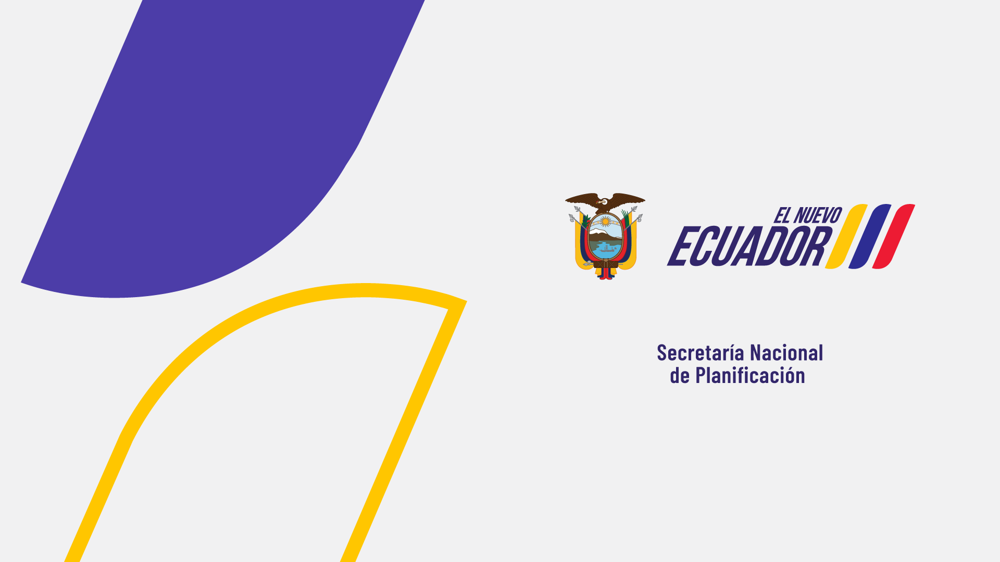 EL NUEVO
ECUADOR
Secretaría Nacional
de Planificación